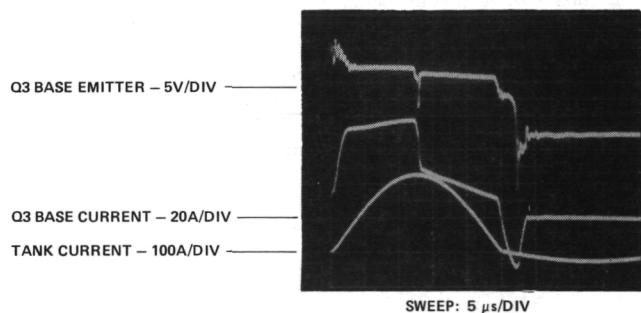 Q3 BASE EMITTER – 5V/DIV
Q3 BASE CURRENT – 20A/DIV
TANK CURRENT – 100A/DIV
SWEEP: 5 µs/DIV